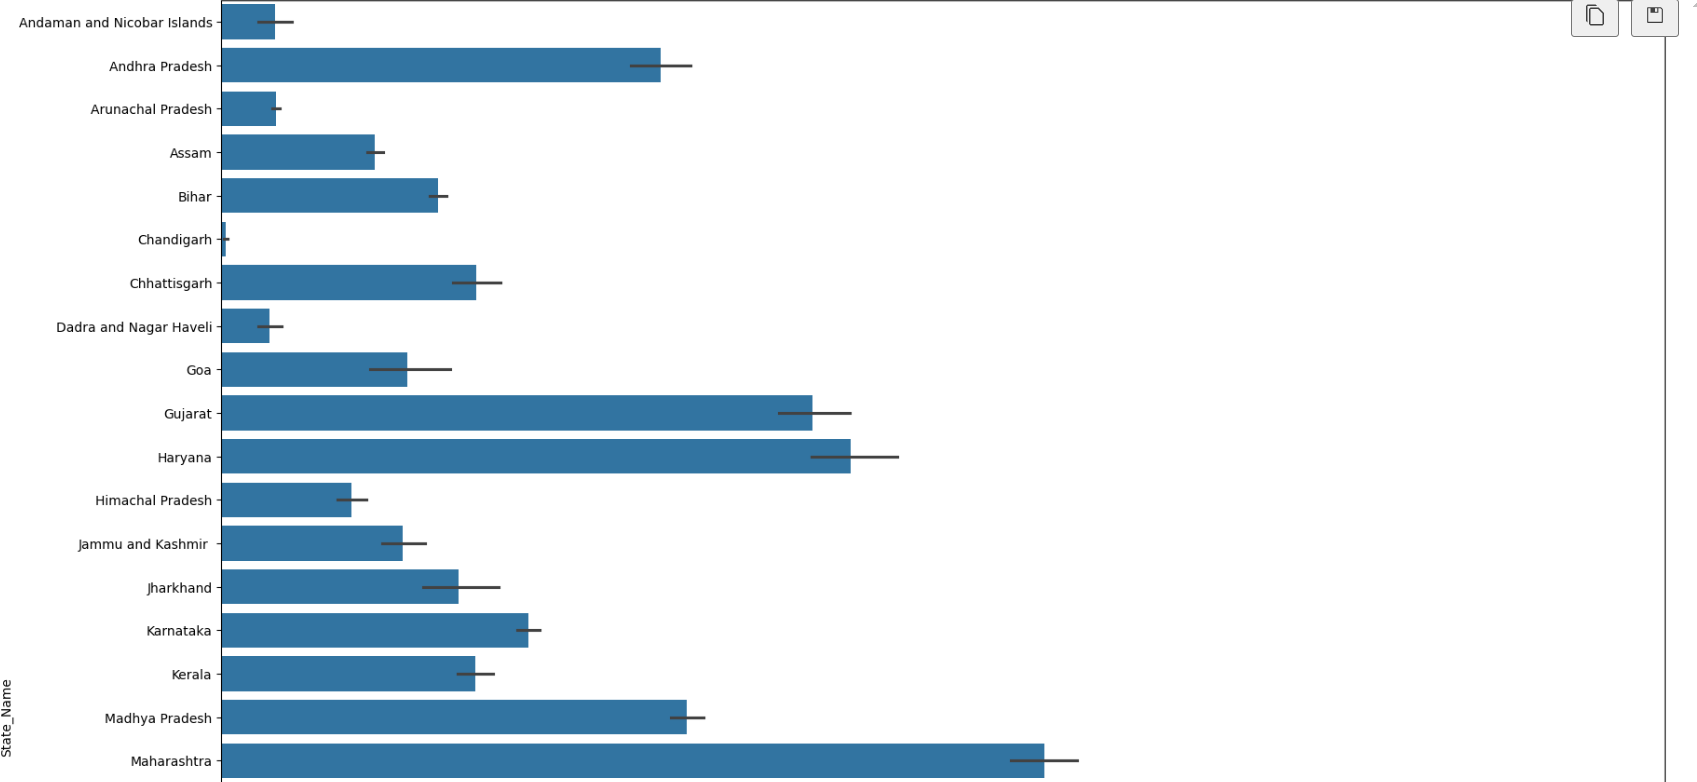 Andaman and Nicobar Islands
Andhra Pradesh
Arunachal Pradesh
Assam
Bihar
Chandigarh
Chhattisgarh
Dadra and Nagar Haveli
Goa
Gujarat
Haryana
Himachal Pradesh
Jammu and Kashmir
Jharkhand
Karnataka
Kerala
Madhya Pradesh
Maharashtra
State_Name